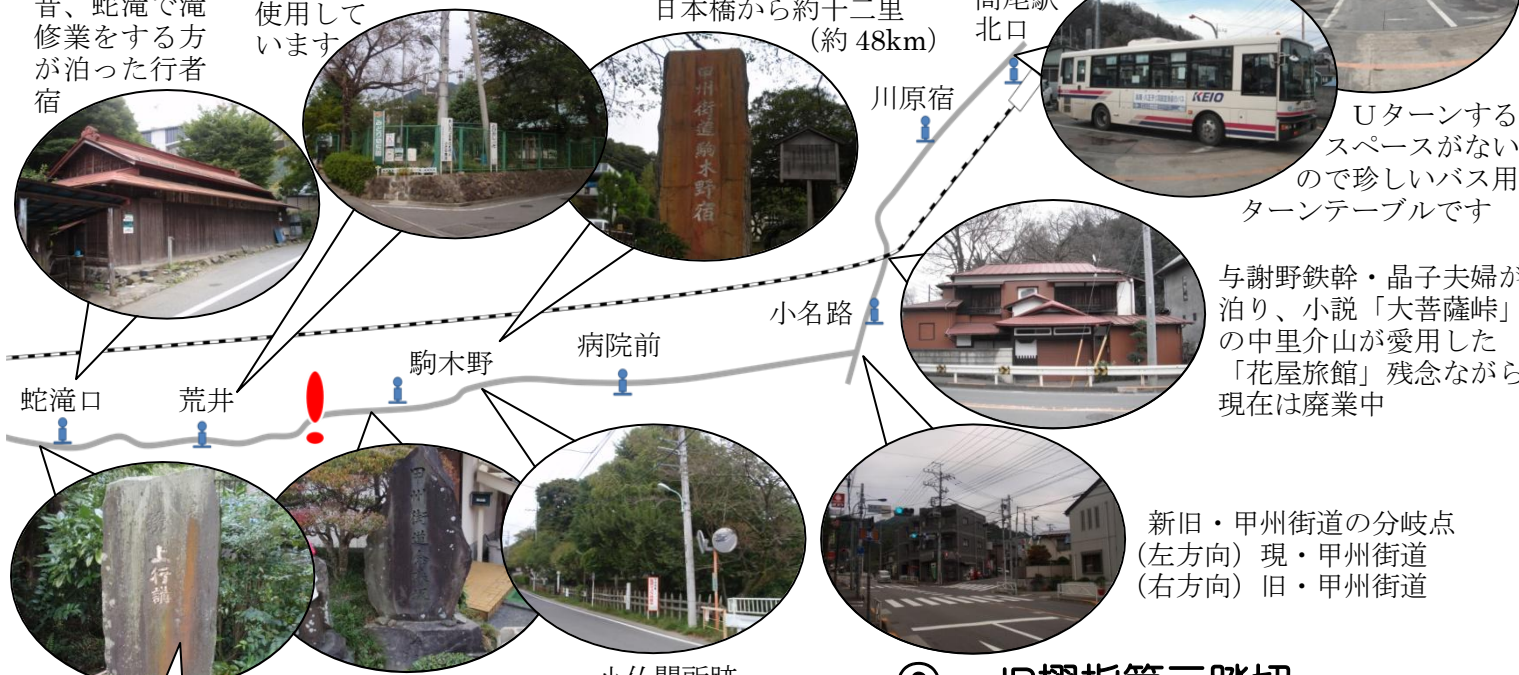 昔、蛇滝で滝
修業をする方
が泊った行者
宿
使用して
います
日本橋から約十二里
(約 48km)
高尾駅
北口
川原宿
KEIO
Uターンする
スペースがない
ので珍しいバス用
ターンテーブルです
甲州街道駒木野宿
与謝野鉄幹・晶子夫婦が
泊り、小説「大菩薩峠」
の中里介山が愛用した
「花屋旅館」残念ながら
現在は廃業中
小名路
病院前
駒木野
荒井
蛇滝口
上行講
新旧・甲州街道の分岐点
(左方向)現・甲州街道
(右方向)旧・甲州街道
小仏関所跡